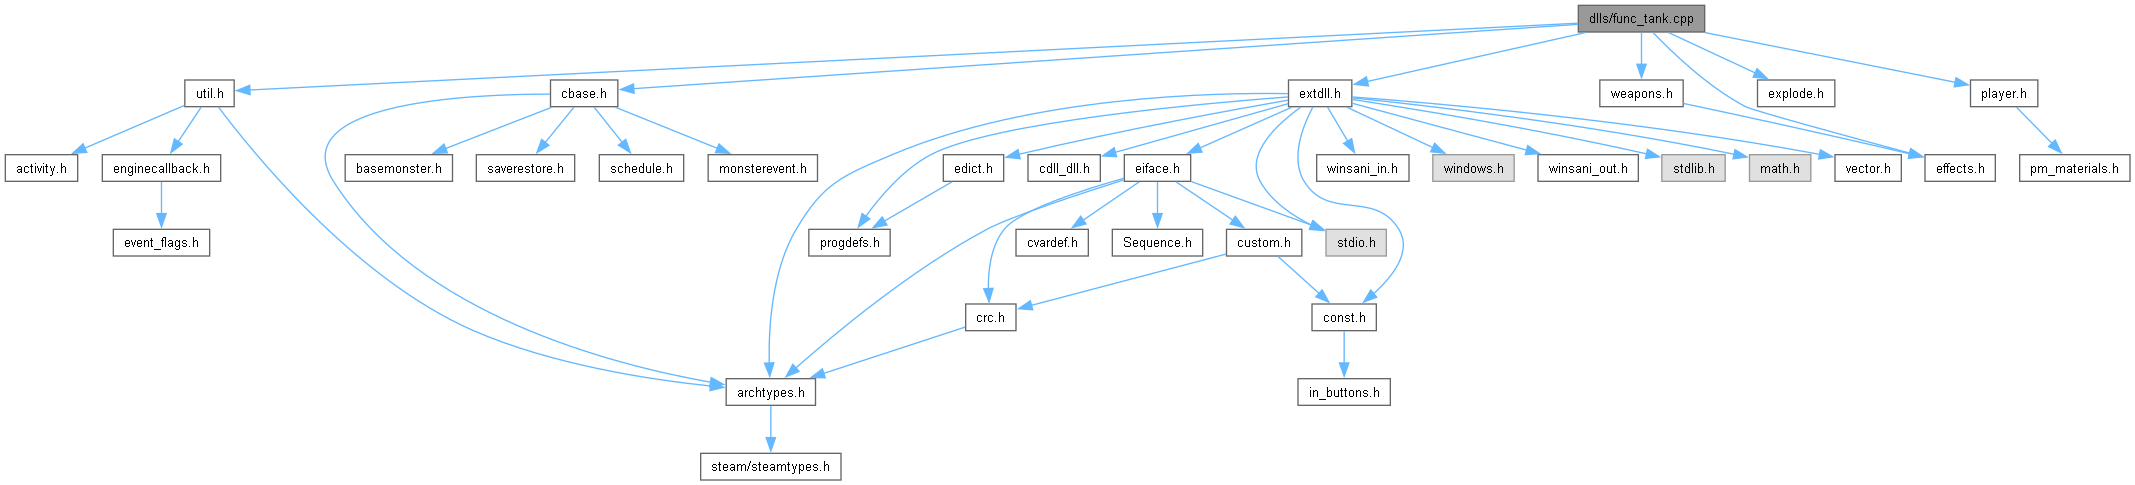 dlls/func_tank.cpp
util.h
cbase.h
extdll.h
weapons.h
explode.h
player.h
activity.h
enginecallback.h
basemonster.h
saverestore.h
schedule.h
monsterevent.h
edict.h
cdll_dll.h
eiface.h
winsani_in.h
windows.h
winsani_out.h
stdlib.h
math.h
vector.h
effects.h
pm_materials.h
event_flags.h
progdefs.h
cvardef.h
Sequence.h
custom.h
stdio.h
crc.h
const.h
archtypes.h
in_buttons.h
steam/steamtypes.h